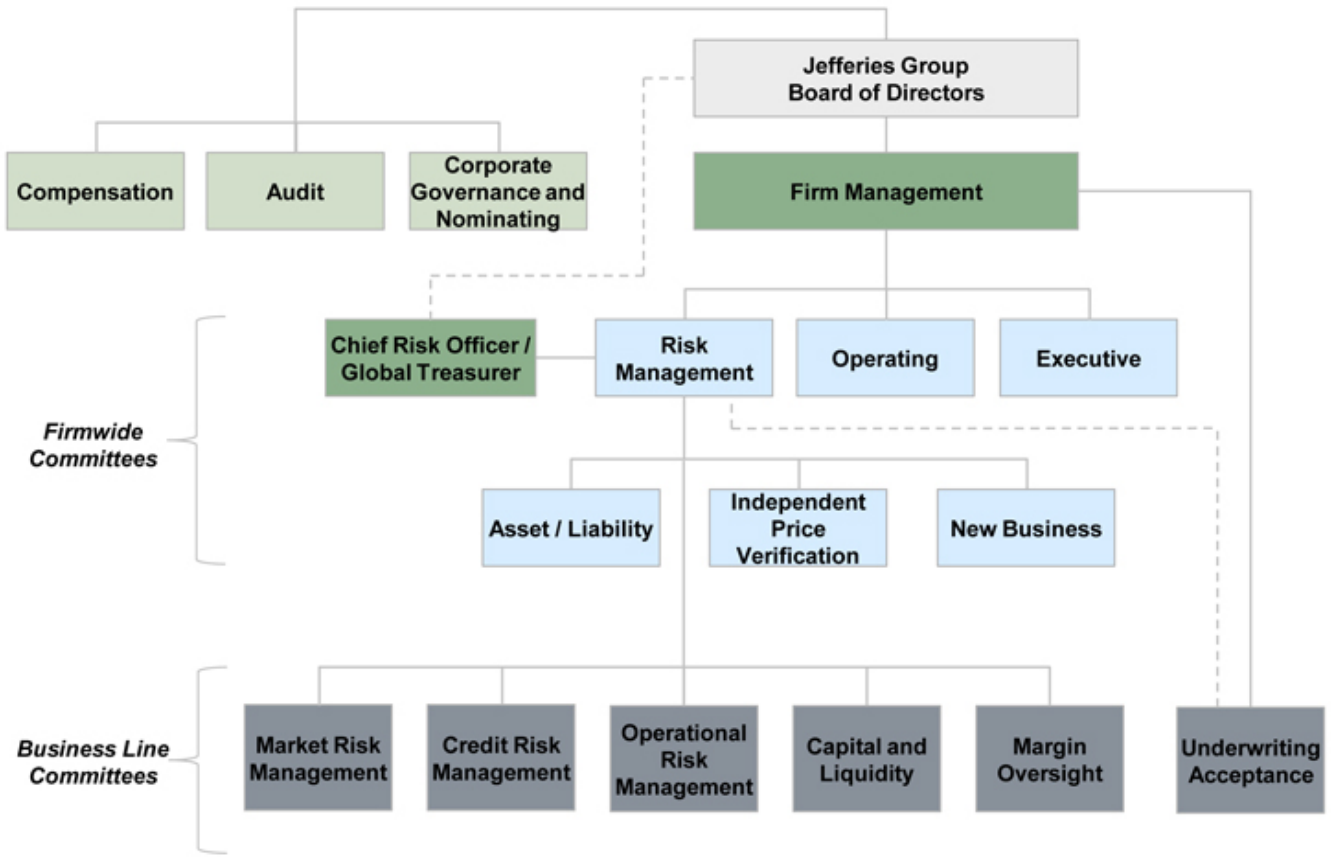 Jefferies Group
Board of Directors
Compensation
Audit
Corporate
Governance and
Nominating
Firm Management
Firmwide
Committees
Chief Risk Officer /
Global Treasurer
Risk
Management
Operating
Executive
Asset / Liability
Independent
Price
Verification
New Business
Business Line
Committees
Market Risk
Management
Credit Risk
Management
Operational
Risk
Management
Capital and
Liquidity
Margin
Oversight
Underwriting
Acceptance